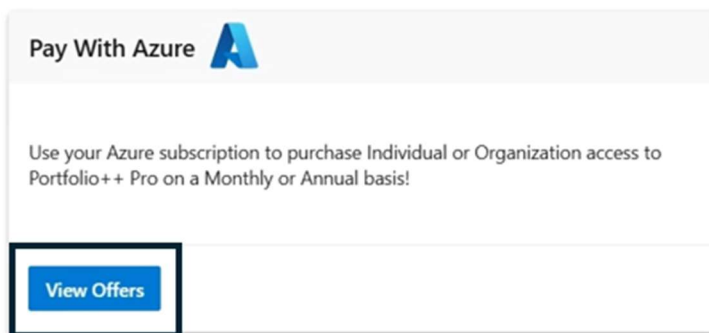 Pay With Azure
Use your Azure subscription to purchase Individual or Organization access to
Portfolio++ Pro on a Monthly or Annual basis!
View Offers